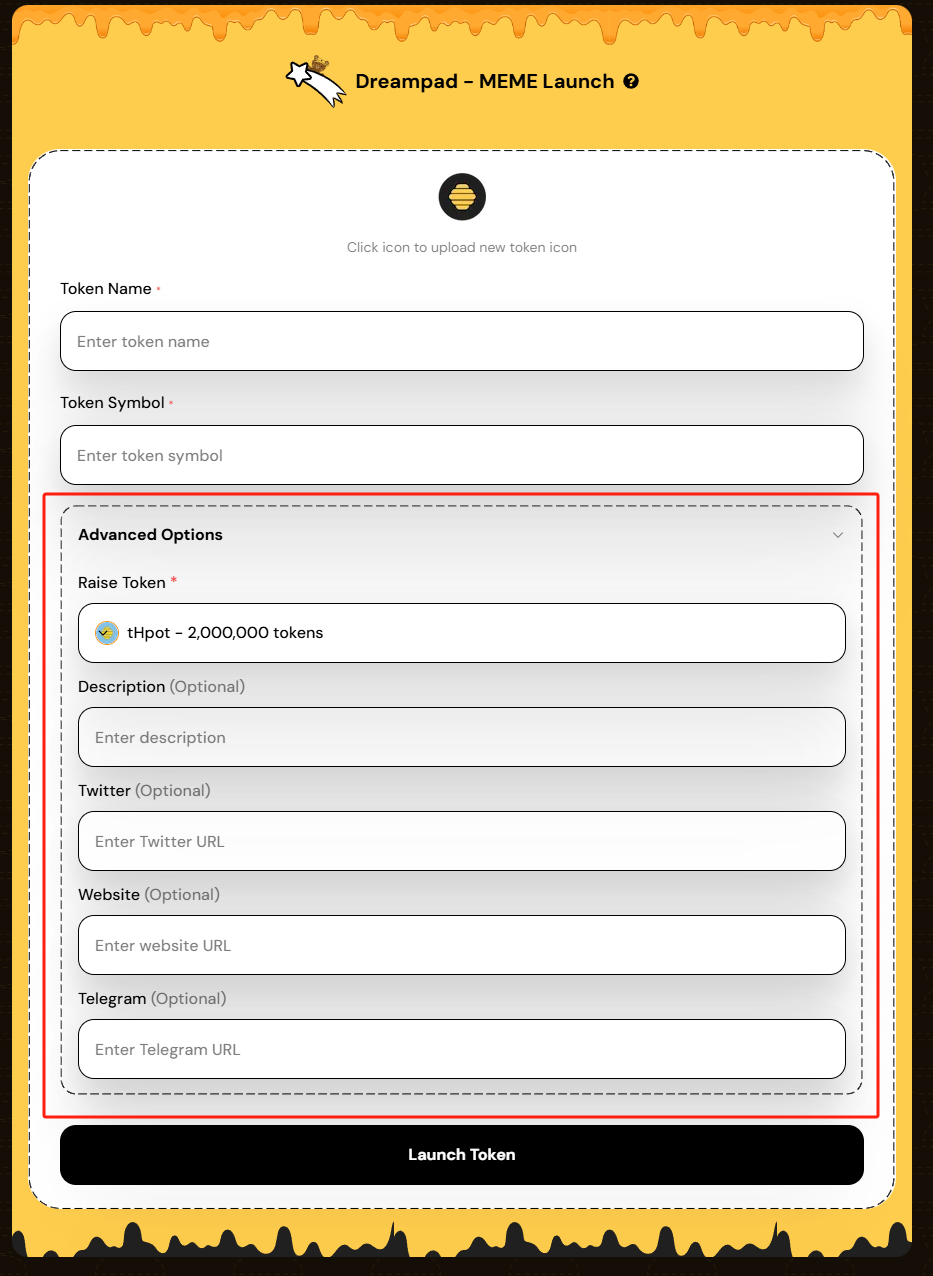 Dreampad - MEME Launch ?
Click icon to upload new token icon
Token Name *
Enter token name
Token Symbol *
Enter token symbol
Advanced Options
Raise Token *
tHpot - 2,000,000 tokens
Description (Optional)
Enter description
Twitter (Optional)
Enter Twitter URL
Website (Optional)
Enter website URL
Telegram (Optional)
Enter Telegram URL
Launch Token